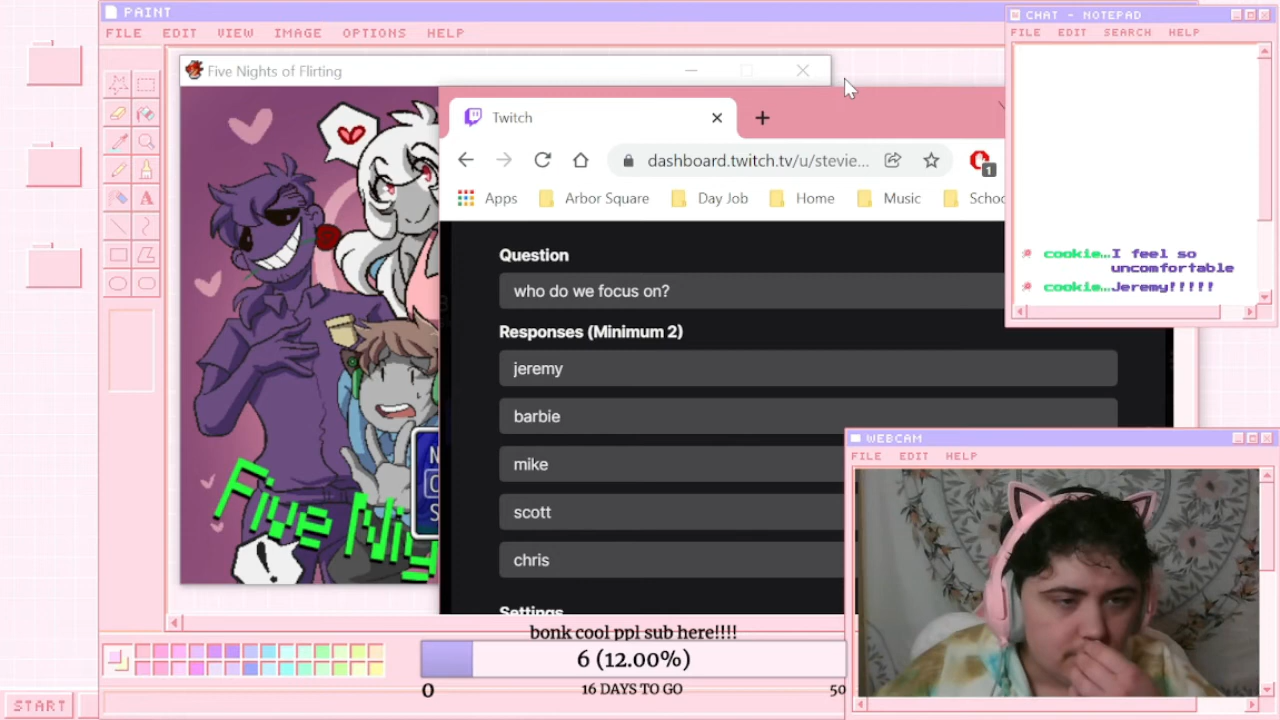 PAINT
FILE EDIT VIEW IMAGE OPTIONS HELP
Five Nights of Flirting
Twitch
dashboard.twitch.tv/u/stevie...
1
Apps Arbor Square Day Job Home Music Schoo
Question
who do we focus on?
Responses (Minimum 2)
jeremy
barbie
mike
scott
chris
Settings
Five Nig
N
S
CHAT - NOTEPAD
FILE EDIT SEARCH HELP
cookie...I feel so
uncomfortable
cookie...Jeremy!!!!!
WEBCAM
FILE EDIT HELP
bonk cool ppl sub here!!!!
6 (12.00%)
0 16 DAYS TO GO 50
START